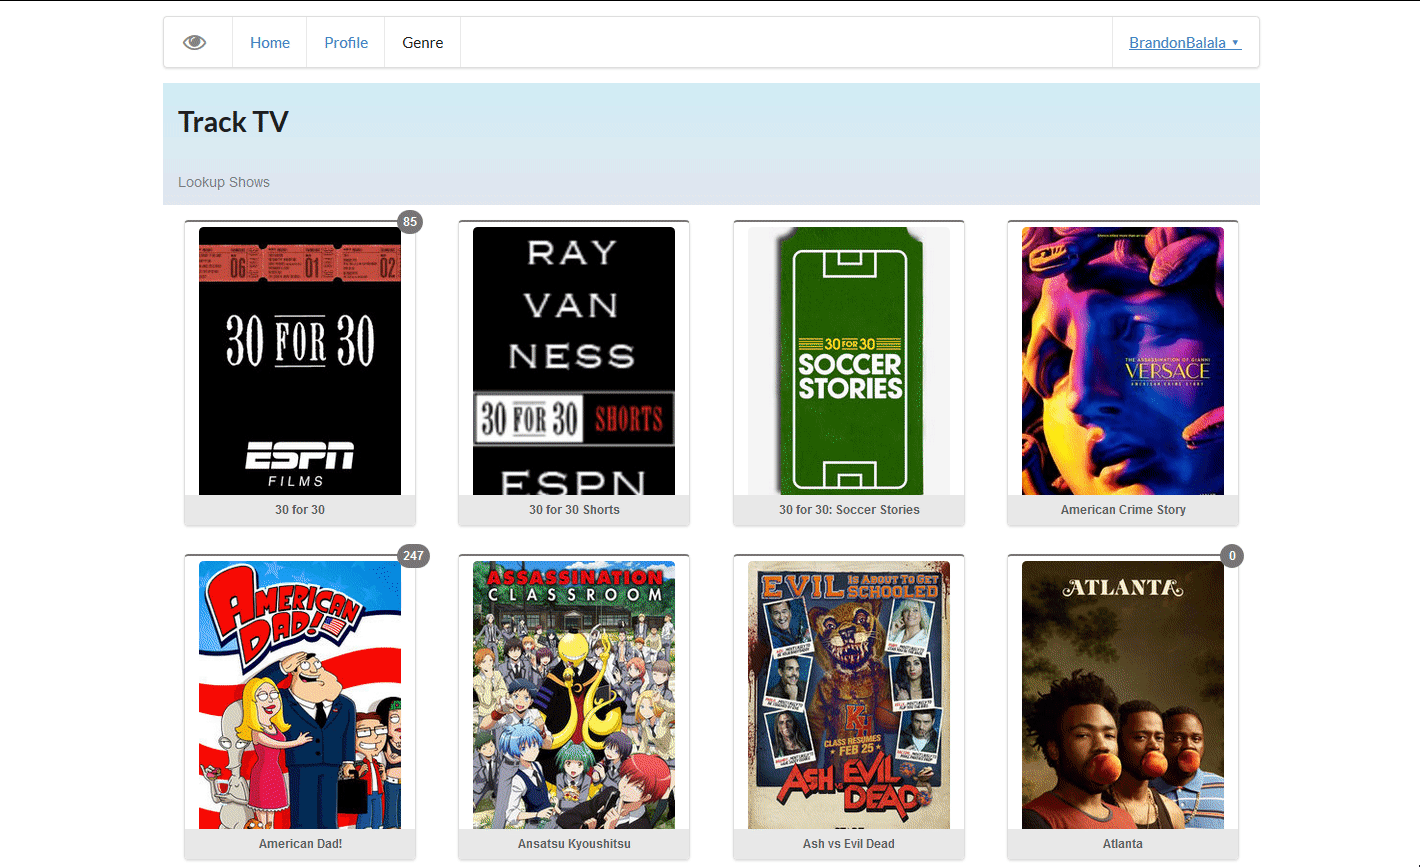 Home
Profile
Genre
BrandonBalala ▾
Track TV
Lookup Shows
85
06
01
02
30 FOR 30
ESPN
FILMS
30 for 30
RAY
VAN
NESS
30 FOR 30 SHORTS
ESPN
30 for 30 Shorts
30 FOR 30
SOCCER
STORIES
30 for 30: Soccer Stories
THE ASSASSINATION OF GIANNI
VERSACE
AMERICAN CRIME STORY
American Crime Story
247
AMERICAN
DAD!
American Dad!
ASSASSINATION
CLASSROOM
Ansatsu Kyoushitsu
EVIL IS ABOUT TO GET
SCHOOLED
CLASS RESUMES
FEB 25
ASH VS EVIL
DEAD
Ash vs Evil Dead
0
ATLANTA
Atlanta